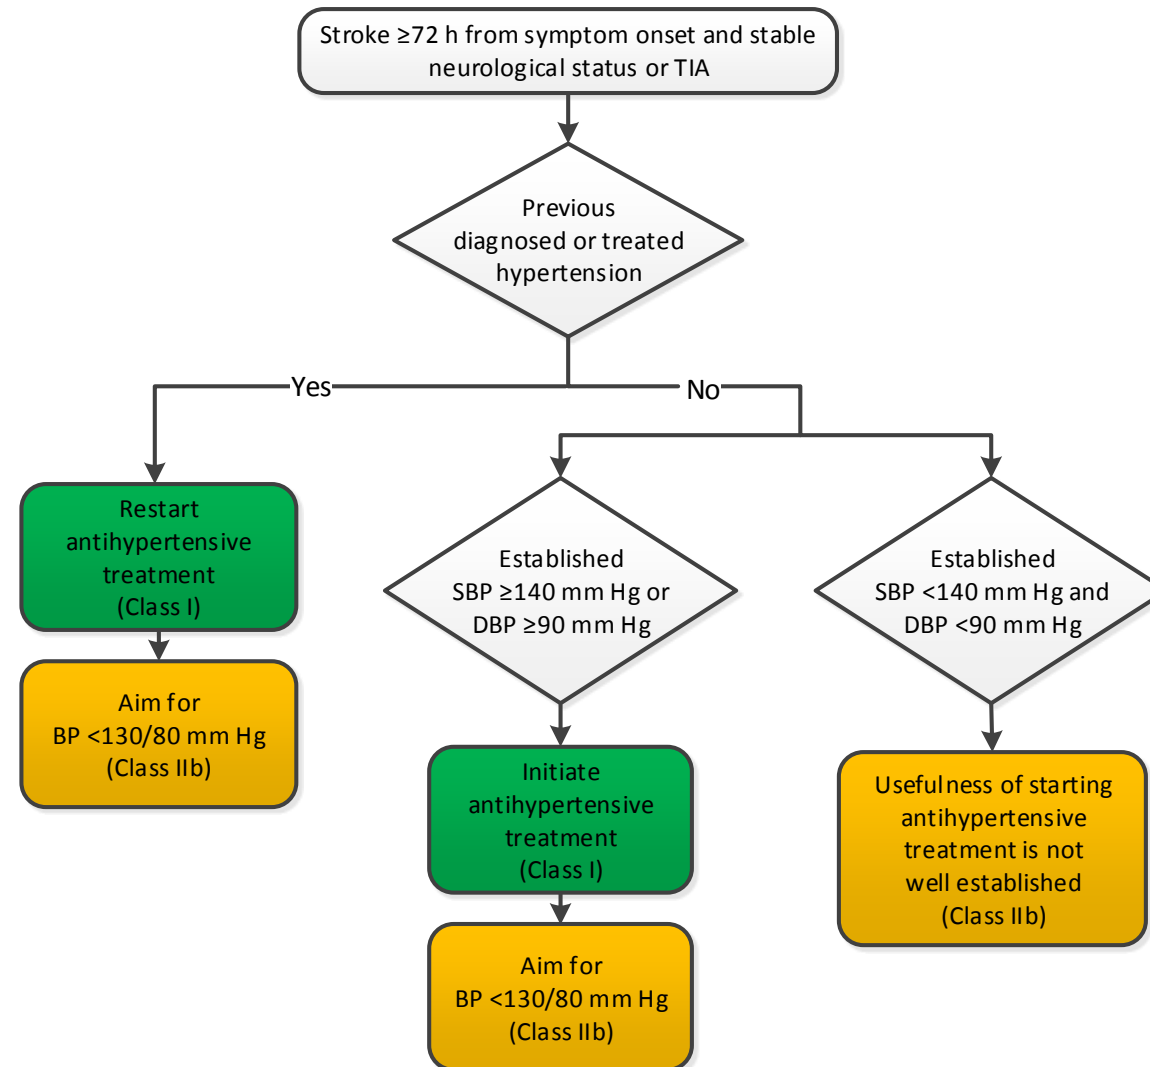 Stroke ≥72 h from symptom onset and stable
neurological status or TIA
Previous
diagnosed or treated
hypertension
Yes
No
Restart
antihypertensive
treatment
(Class I)
Aim for
BP <130/80 mm Hg
(Class IIb)
Established
SBP ≥140 mm Hg or
DBP ≥90 mm Hg
Initiate
antihypertensive
treatment
(Class I)
Aim for
BP <130/80 mm Hg
(Class IIb)
Established
SBP <140 mm Hg and
DBP <90 mm Hg
Usefulness of starting
antihypertensive
treatment is not
well established
(Class IIb)